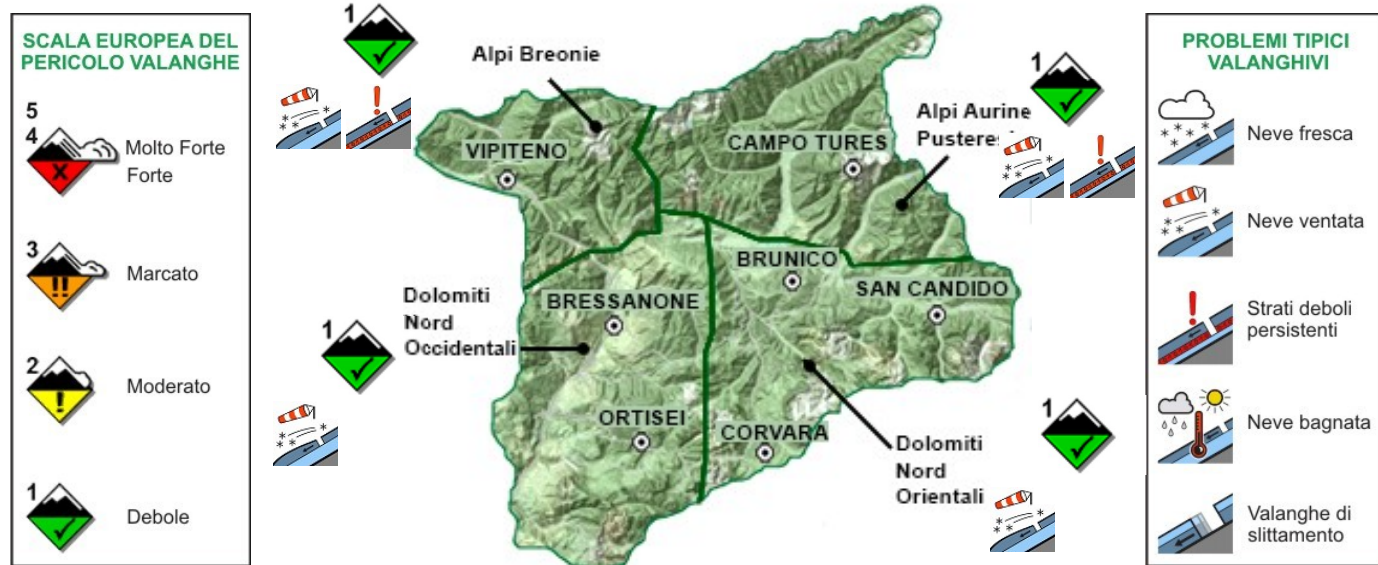 SCALA EUROPEA DEL
PERICOLO VALANGHE
5
4
Molto Forte
Forte
3
Marcato
2
Moderato
1
Debole
1
Alpi Breonie
VIPITENO
CAMPO TURES
Alpi Aurine
1
BRUNICO
SAN CANDIDO
BRESSANONE
Dolomiti
Nord
Occidentali
1
ORTISEI
CORVARA
Dolomiti
Nord
Orientali
1
PROBLEMI TIPICI
VALANGHIVI
Neve fresca
Neve ventata
Strati deboli
persistenti
Neve bagnata
Valanghe di
slittamento